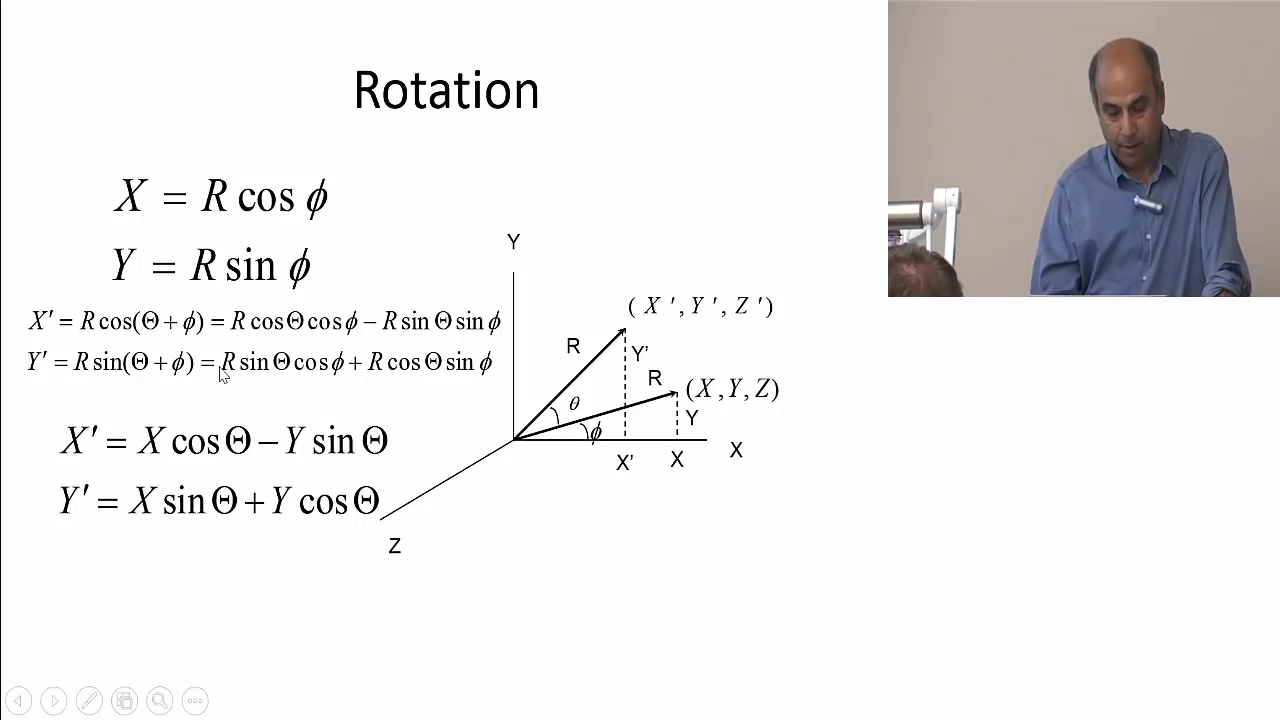 Rotation
X = R cos ϕ
Y = R sin ϕ
X′ = R cos(Θ + ϕ) = R cos Θ cos ϕ − R sin Θ sin ϕ
Y′ = R sin(Θ + ϕ) = R sin Θ cos ϕ + R cos Θ sin ϕ
X′ = X cos Θ − Y sin Θ
Y′ = X sin Θ + Y cos Θ
Y
( X ′, Y ′, Z ′)
R
Y'
R
(X, Y, Z)
θ
Y
ϕ
X'
X
X
Z